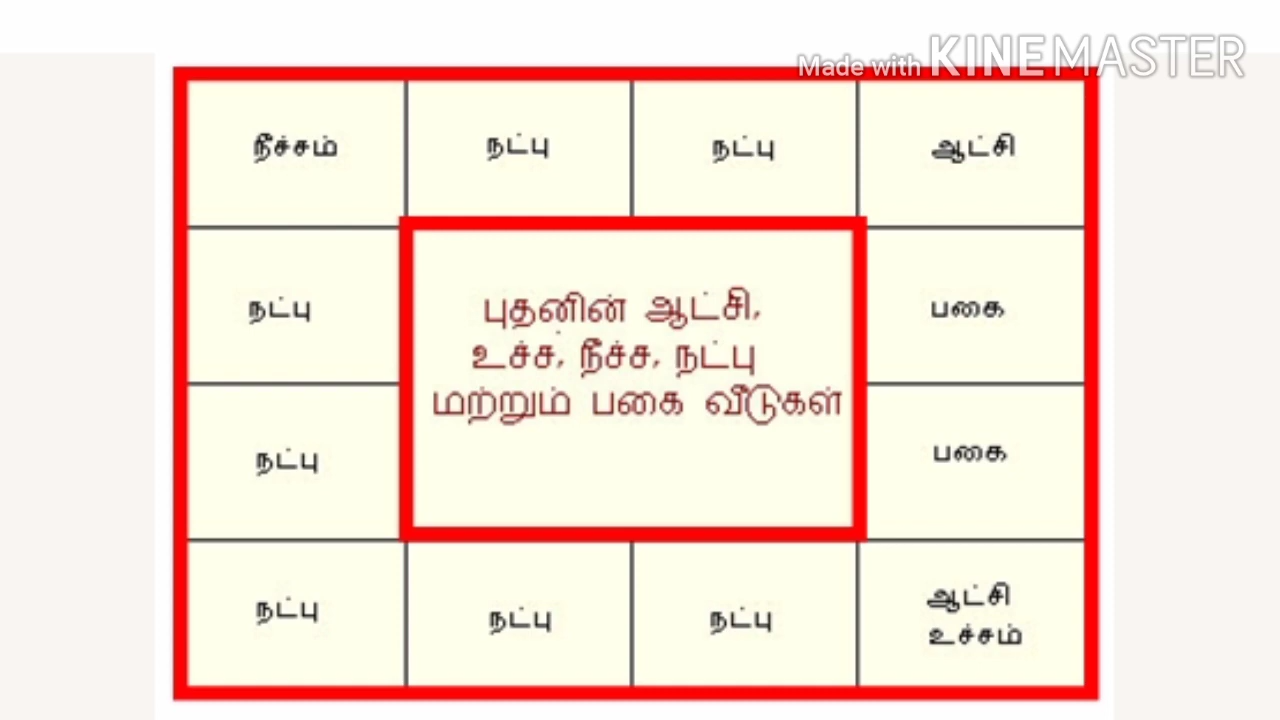 Made with KINEMASTER
நீச்சம்
நட்பு
நட்பு
ஆட்சி
நட்பு
புதனின் ஆட்சி,
உச்ச, நீச்ச, நட்பு
மற்றும் பகை வீடுகள்
பகை
நட்பு
பகை
நட்பு
நட்பு
நட்பு
ஆட்சி
உச்சம்